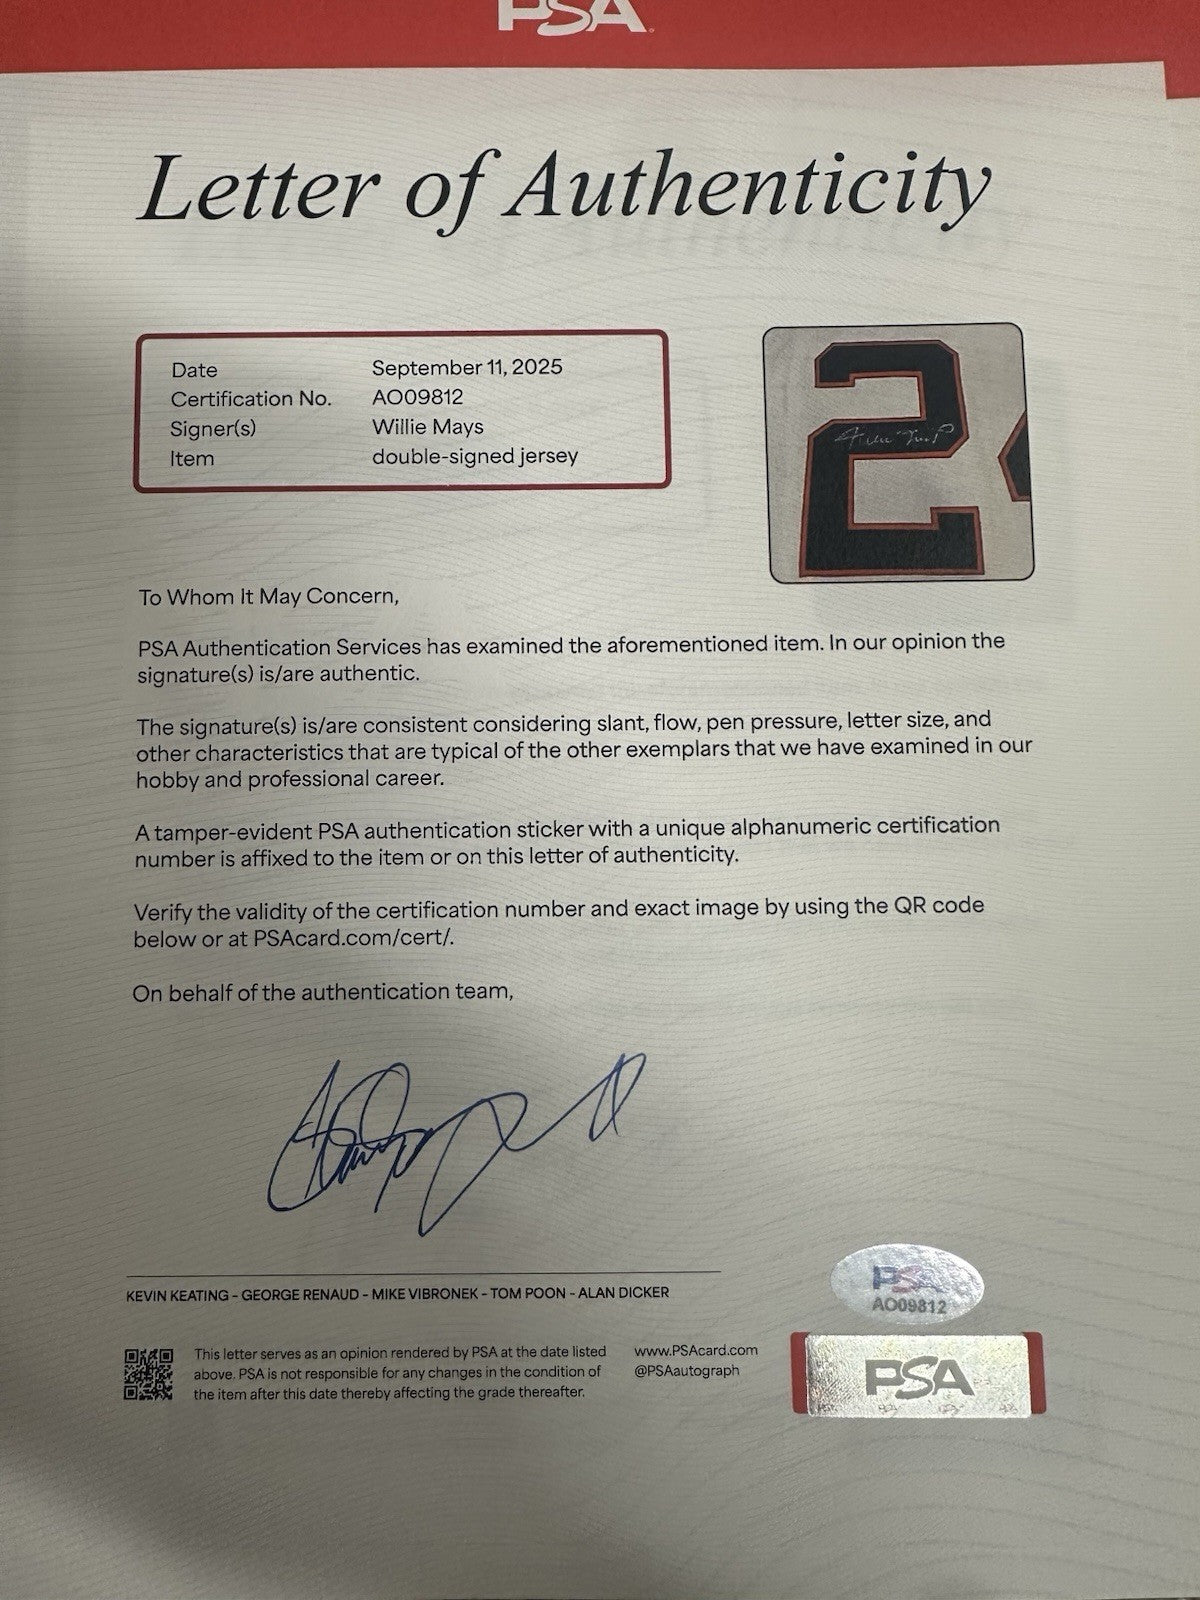 PSA
Letter of Authenticity
Date September 11, 2025
Certification No. AO09812
Signer(s) Willie Mays
Item double-signed jersey
2
Willie Mays
To Whom It May Concern,
PSA Authentication Services has examined the aforementioned item. In our opinion the
signature(s) is/are authentic.
The signature(s) is/are consistent considering slant, flow, pen pressure, letter size, and
other characteristics that are typical of the other exemplars that we have examined in our
hobby and professional career.
A tamper-evident PSA authentication sticker with a unique alphanumeric certification
number is affixed to the item or on this letter of authenticity.
Verify the validity of the certification number and exact image by using the QR code
below or at PSAcard.com/cert/.
On behalf of the authentication team,
KEVIN KEATING - GEORGE RENAUD - MIKE VIBRONEK - TOM POON - ALAN DICKER
PSA
AO09812
This letter serves as an opinion rendered by PSA at the date listed
above. PSA is not responsible for any changes in the condition of
the item after this date thereby affecting the grade thereafter.
www.PSAcard.com
@PSAautograph
PSA